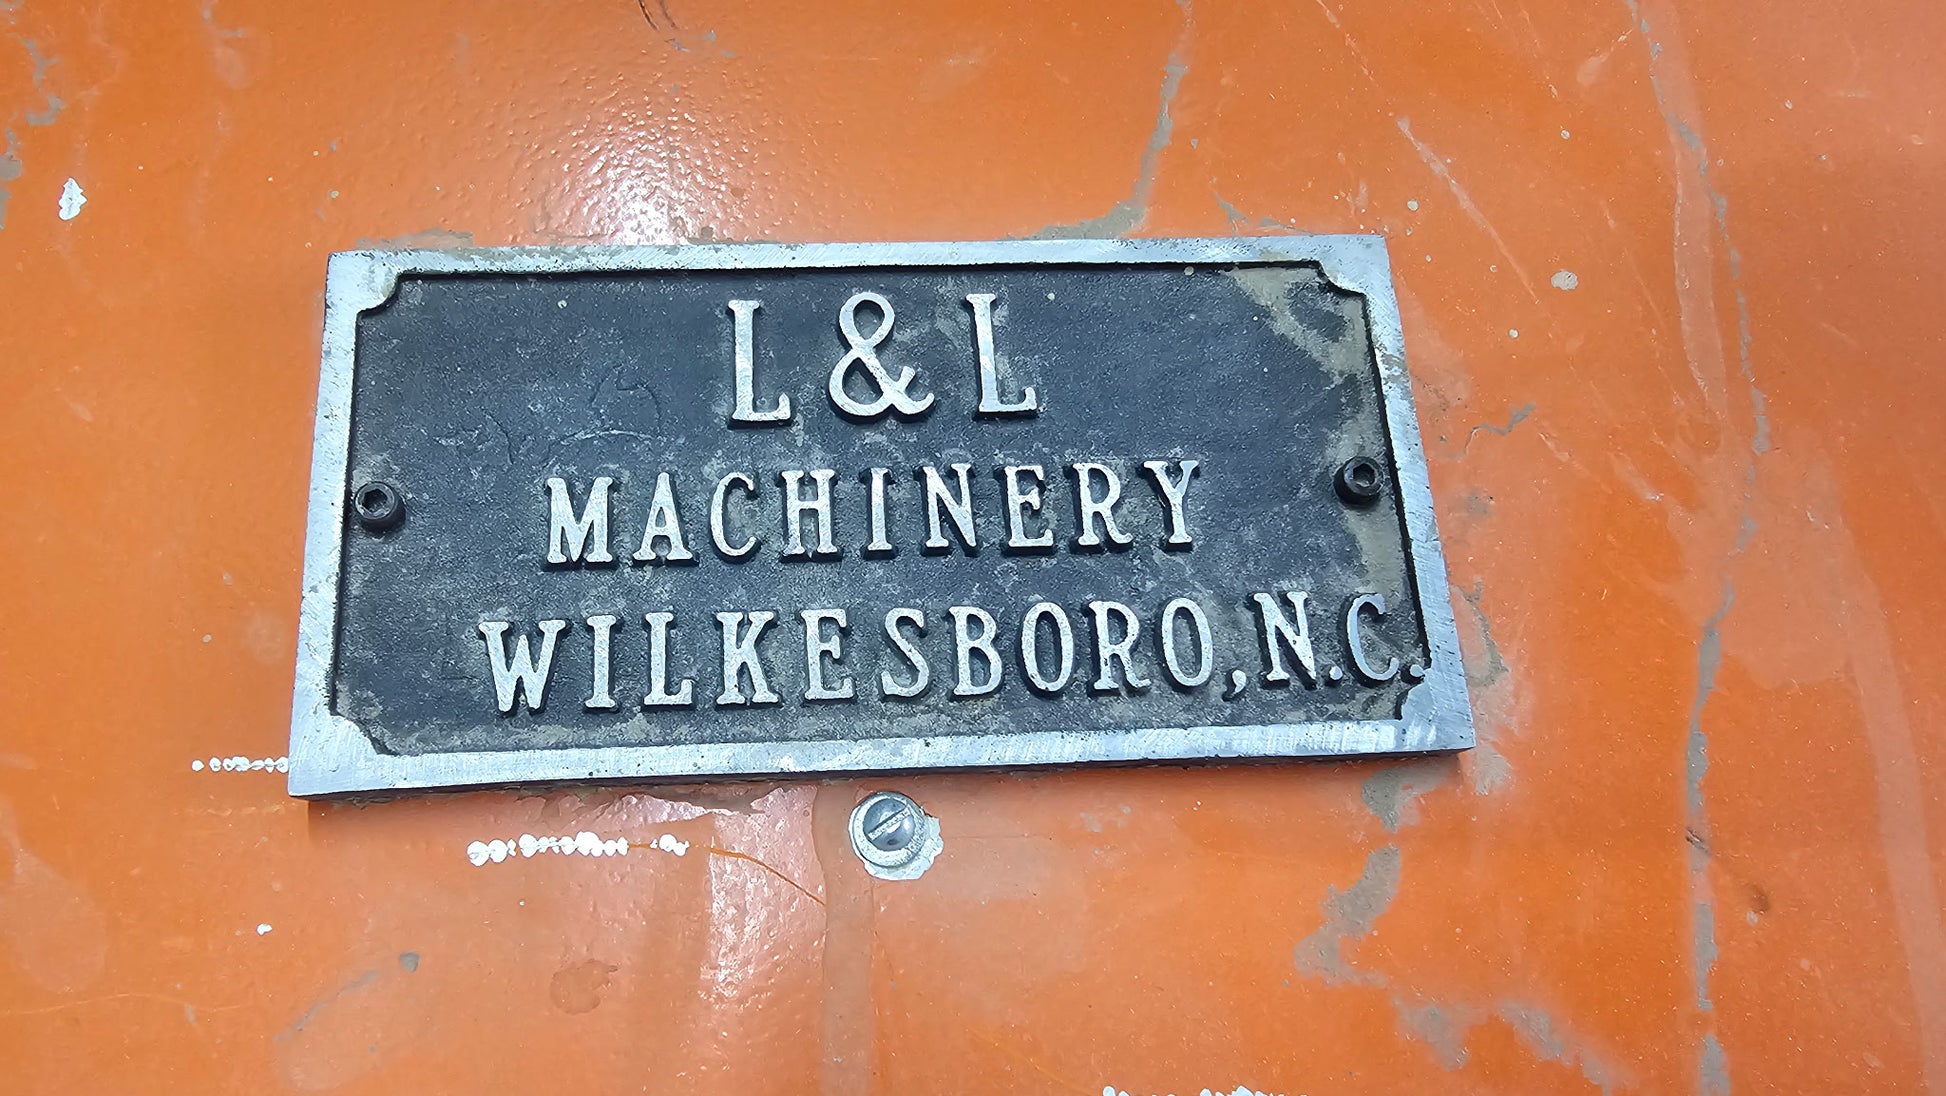 L & L
MACHINERY
WILKESBORO, N.C.